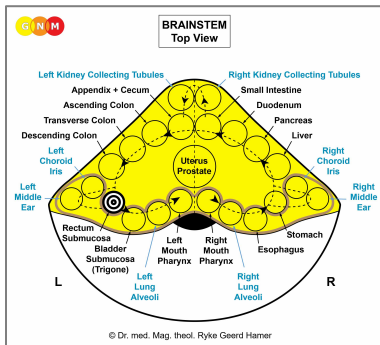 G N M
BRAINSTEM
Top View
Left Kidney Collecting Tubules
Right Kidney Collecting Tubules
Appendix + Cecum
Small Intestine
Ascending Colon
Duodenum
Transverse Colon
Pancreas
Descending Colon
Liver
Left
Choroid
Iris
Right
Choroid
Iris
Uterus
Prostate
Left
Middle
Ear
Right
Middle
Ear
Rectum
Submucosa
Bladder
Submucosa
(Trigone)
Left
Mouth
Pharynx
Right
Mouth
Pharynx
Stomach
Esophagus
Left
Lung
Alveoli
Right
Lung
Alveoli
L
R
© Dr. med. Mag. theol. Ryke Geerd Hamer